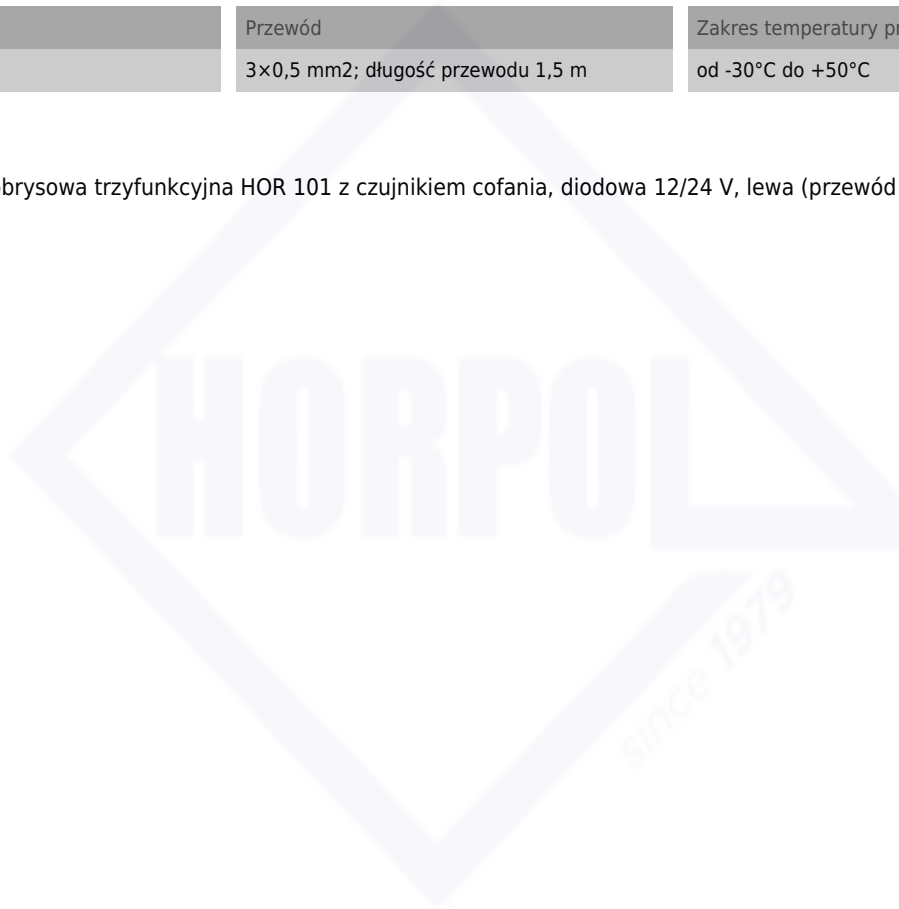 Przewód
Zakres temperatury
3×0,5 mm2; długość przewodu 1,5 m
od -30°C do +50°C
trzyfunkcyjna HOR 101 z czujnikiem cofania, diodowa 12/24 V, lewa (przewód
HORPOL
since 1979